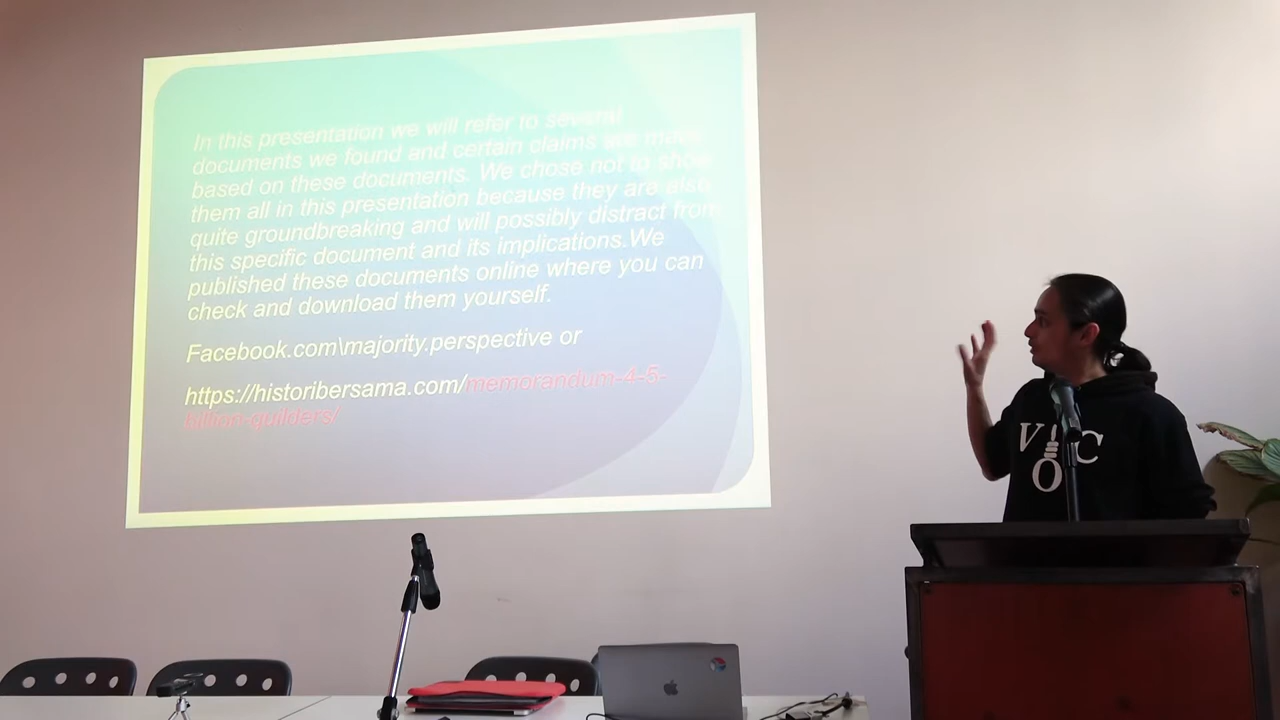 In this presentation we will refer to several
documents we found and certain claims are made
based on these documents. We chose not to show
them all in this presentation because they are also
quite groundbreaking and will possibly distract from
this specific document and its implications.We
published these documents online where you can
check and download them yourself.
Facebook.com\majority.perspective or
https://historibersama.com/memorandum-4-5-
billion-guilders/
V C
O